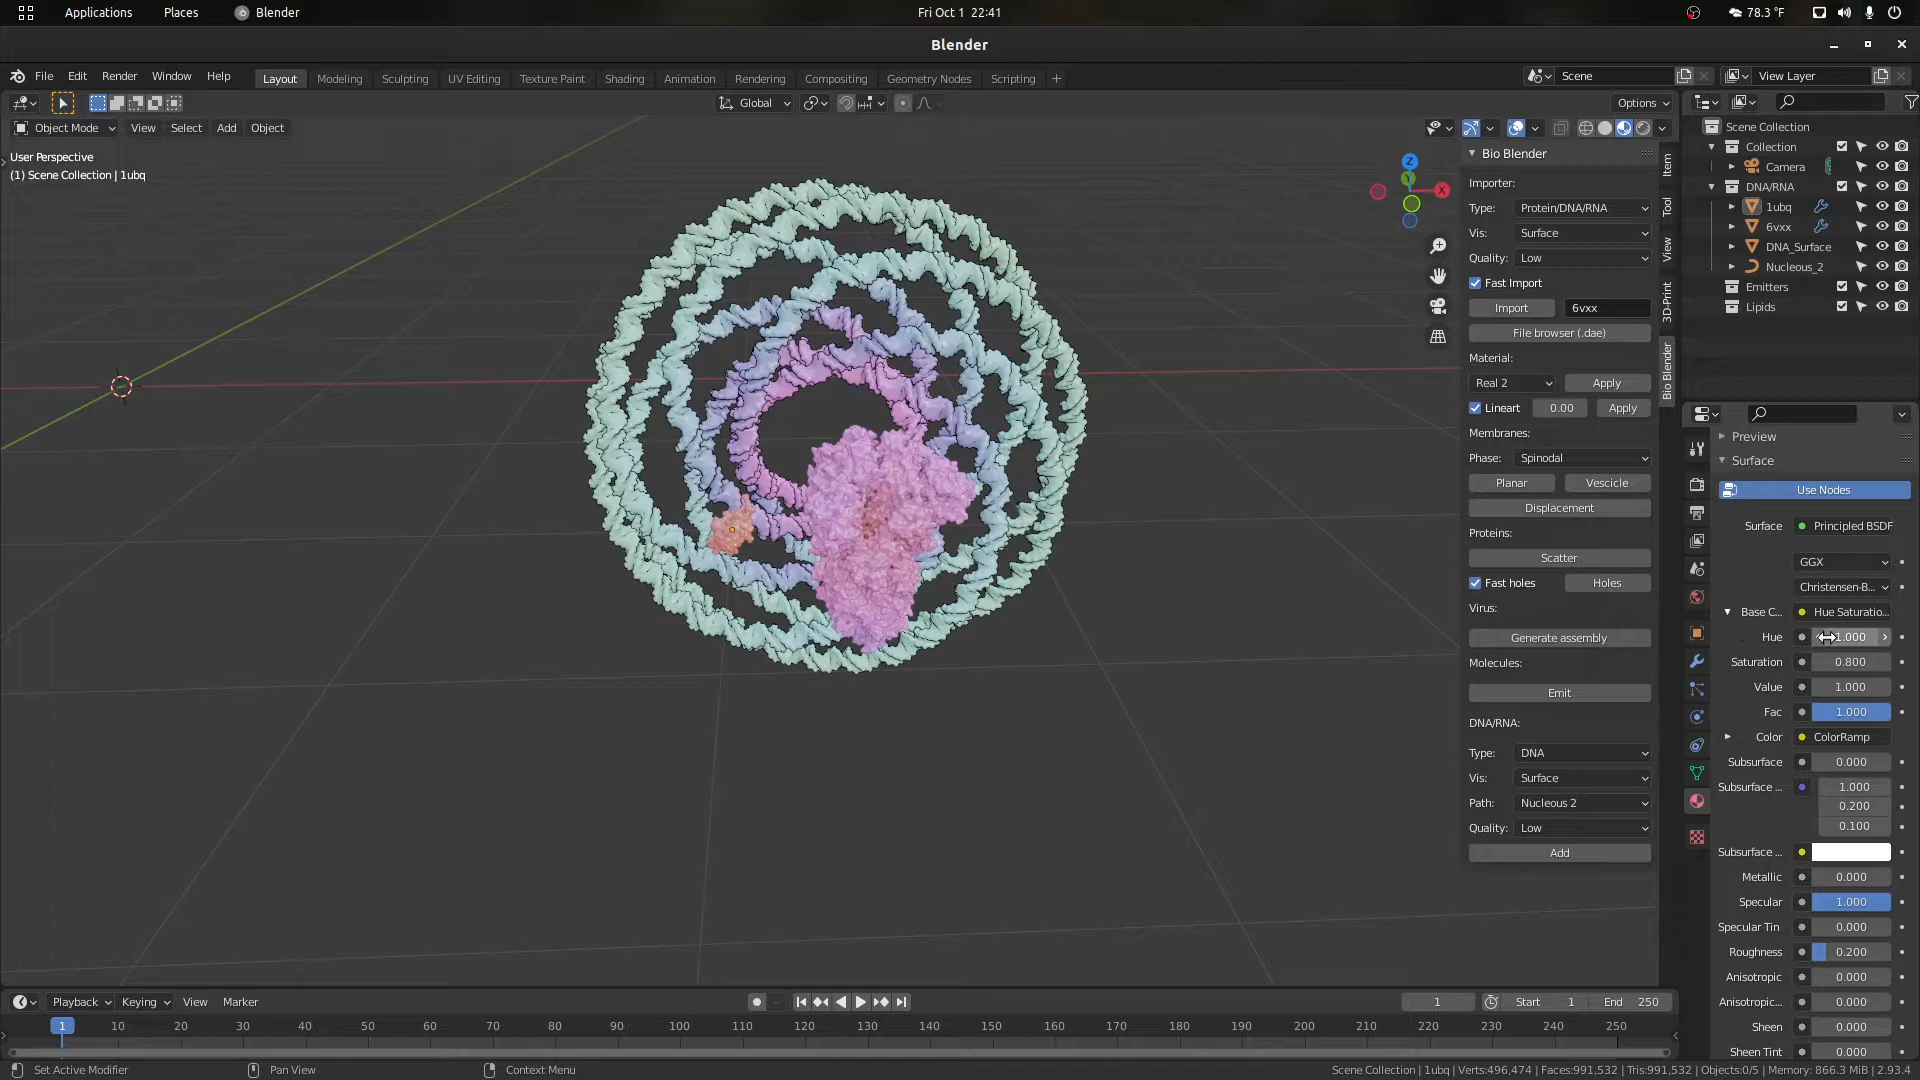 Applications Places Blender Fri Oct 1 22:41 78.3 °F
Blender
File Edit Render Window Help Layout Modeling Sculpting UV Editing Texture Paint Shading Animation Rendering Compositing Geometry Nodes Scripting + Scene View Layer
Global Options
Object Mode View Select Add Object
User Perspective
(1) Scene Collection | 1ubq
Z
Y
X
Bio Blender
Importer:
Type: Protein/DNA/RNA
Vis: Surface
Quality: Low
Fast Import
Import 6vxx
File browser (.dae)
Material:
Real 2 Apply
Lineart 0.00 Apply
Membranes:
Phase: Spinodal
Planar Vescicle
Displacement
Proteins:
Scatter
Fast holes Holes
Virus:
Generate assembly
Molecules:
Emit
DNA/RNA:
Type: DNA
Vis: Surface
Path: Nucleous 2
Quality: Low
Add
Item
Tool
View
3D-Print
Bio Blender
Scene Collection
Collection
Camera
DNA/RNA
1ubq
6vxx
DNA_Surface
Nucleous_2
Emitters
Lipids
Preview
Surface
Use Nodes
Surface Principled BSDF
GGX
Christensen-B...
Base C... Hue Saturatio...
Hue 1.000
Saturation 0.800
Value 1.000
Fac 1.000
Color ColorRamp
Subsurface 0.000
Subsurface ... 1.000
0.200
0.100
Subsurface ...
Metallic 0.000
Specular 1.000
Specular Tin 0.000
Roughness 0.200
Anisotropic 0.000
Anisotropic... 0.000
Sheen 0.000
Sheen Tint 0.000
Playback Keying View Marker 1 Start 1 End 250
1 10 20 30 40 50 60 70 80 90 100 110 120 130 140 150 160 170 180 190 200 210 220 230 240 250
Set Active Modifier Pan View Context Menu Scene Collection | 1ubq | Verts:496,474 | Faces:991,532 | Tris:991,532 | Objects:0/5 | Memory: 866.3 MiB | 2.93.4